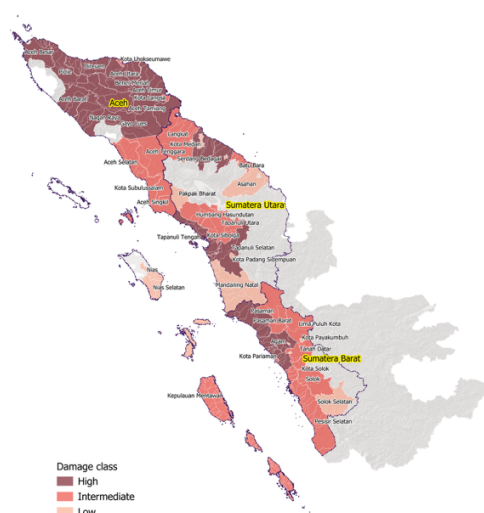 Kota Lhokseumawe
Aceh Besar
Bireuen
Pidie
Aceh Utara
Bener Meriah
Aceh Timur
Kota Langsa
Aceh Barat
Aceh
Aceh Tamiang
Nagan Raya
Gayo Lues
Langkat
Kota Medan
Aceh Tenggara
Serdang Bedagai
Batu Bara
Aceh Selatan
Asahan
Kota Subulussalam
Pakpak Bharat
Aceh Singkil
Sumatera Utara
Humbang Hasundutan
Tapanuli Utara
Tapanuli Tengah
Kota Sibolga
Tapanuli Selatan
Kota Padang Sidempuan
Nias
Nias Selatan
Mandailing Natal
Pasaman
Pasaman Barat
Lima Puluh Kota
Kota Payakumbuh
Agam
Tanah Datar
Kota Pariaman
Sumatera Barat
Kota Solok
Solok
Kepulauan Mentawai
Solok Selatan
Pesisir Selatan
Damage class
High
Intermediate
Low